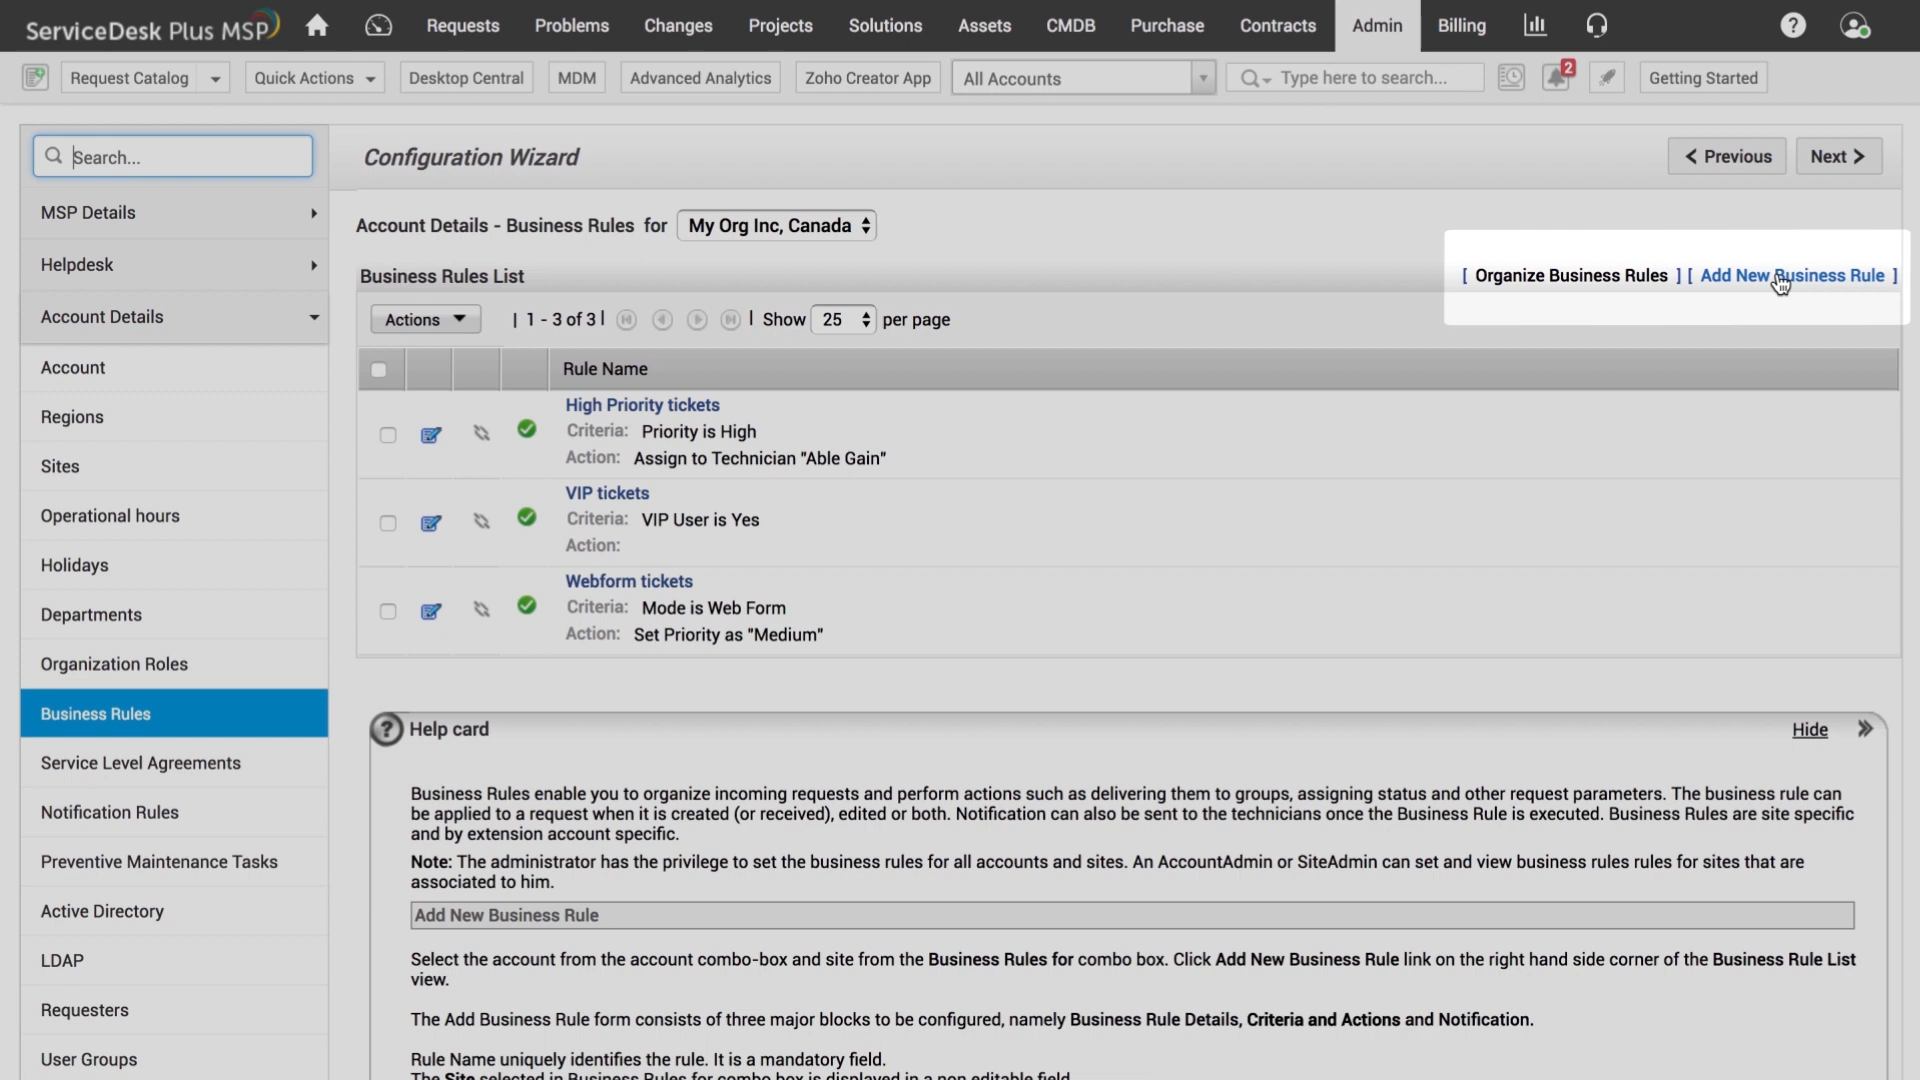 ServiceDesk Plus MSP
Requests Problems Changes Projects Solutions Assets CMDB Purchase Contracts Admin Billing
Request Catalog Quick Actions Desktop Central MDM Advanced Analytics Zoho Creator App All Accounts Type here to search... 2 Getting Started
Search...
MSP Details
Helpdesk
Account Details
Account
Regions
Sites
Operational hours
Holidays
Departments
Organization Roles
Business Rules
Service Level Agreements
Notification Rules
Preventive Maintenance Tasks
Active Directory
LDAP
Requesters
User Groups
Configuration Wizard
Previous Next
Account Details - Business Rules for My Org Inc, Canada
Business Rules List [ Organize Business Rules ] [ Add New Business Rule ]
Actions | 1 - 3 of 3 | | Show 25 per page
Rule Name
High Priority tickets
Criteria: Priority is High
Action: Assign to Technician "Able Gain"
VIP tickets
Criteria: VIP User is Yes
Action:
Webform tickets
Criteria: Mode is Web Form
Action: Set Priority as "Medium"
? Help card Hide
Business Rules enable you to organize incoming requests and perform actions such as delivering them to groups, assigning status and other request parameters. The business rule can
be applied to a request when it is created (or received), edited or both. Notification can also be sent to the technicians once the Business Rule is executed. Business Rules are site specific
and by extension account specific.
Note: The administrator has the privilege to set the business rules for all accounts and sites. An AccountAdmin or SiteAdmin can set and view business rules rules for sites that are
associated to him.
Add New Business Rule
Select the account from the account combo-box and site from the Business Rules for combo box. Click Add New Business Rule link on the right hand side corner of the Business Rule List
view.
The Add Business Rule form consists of three major blocks to be configured, namely Business Rule Details, Criteria and Actions and Notification.
Rule Name uniquely identifies the rule. It is a mandatory field.
The Site selected in Business Rules for combo box is displayed in a non editable field